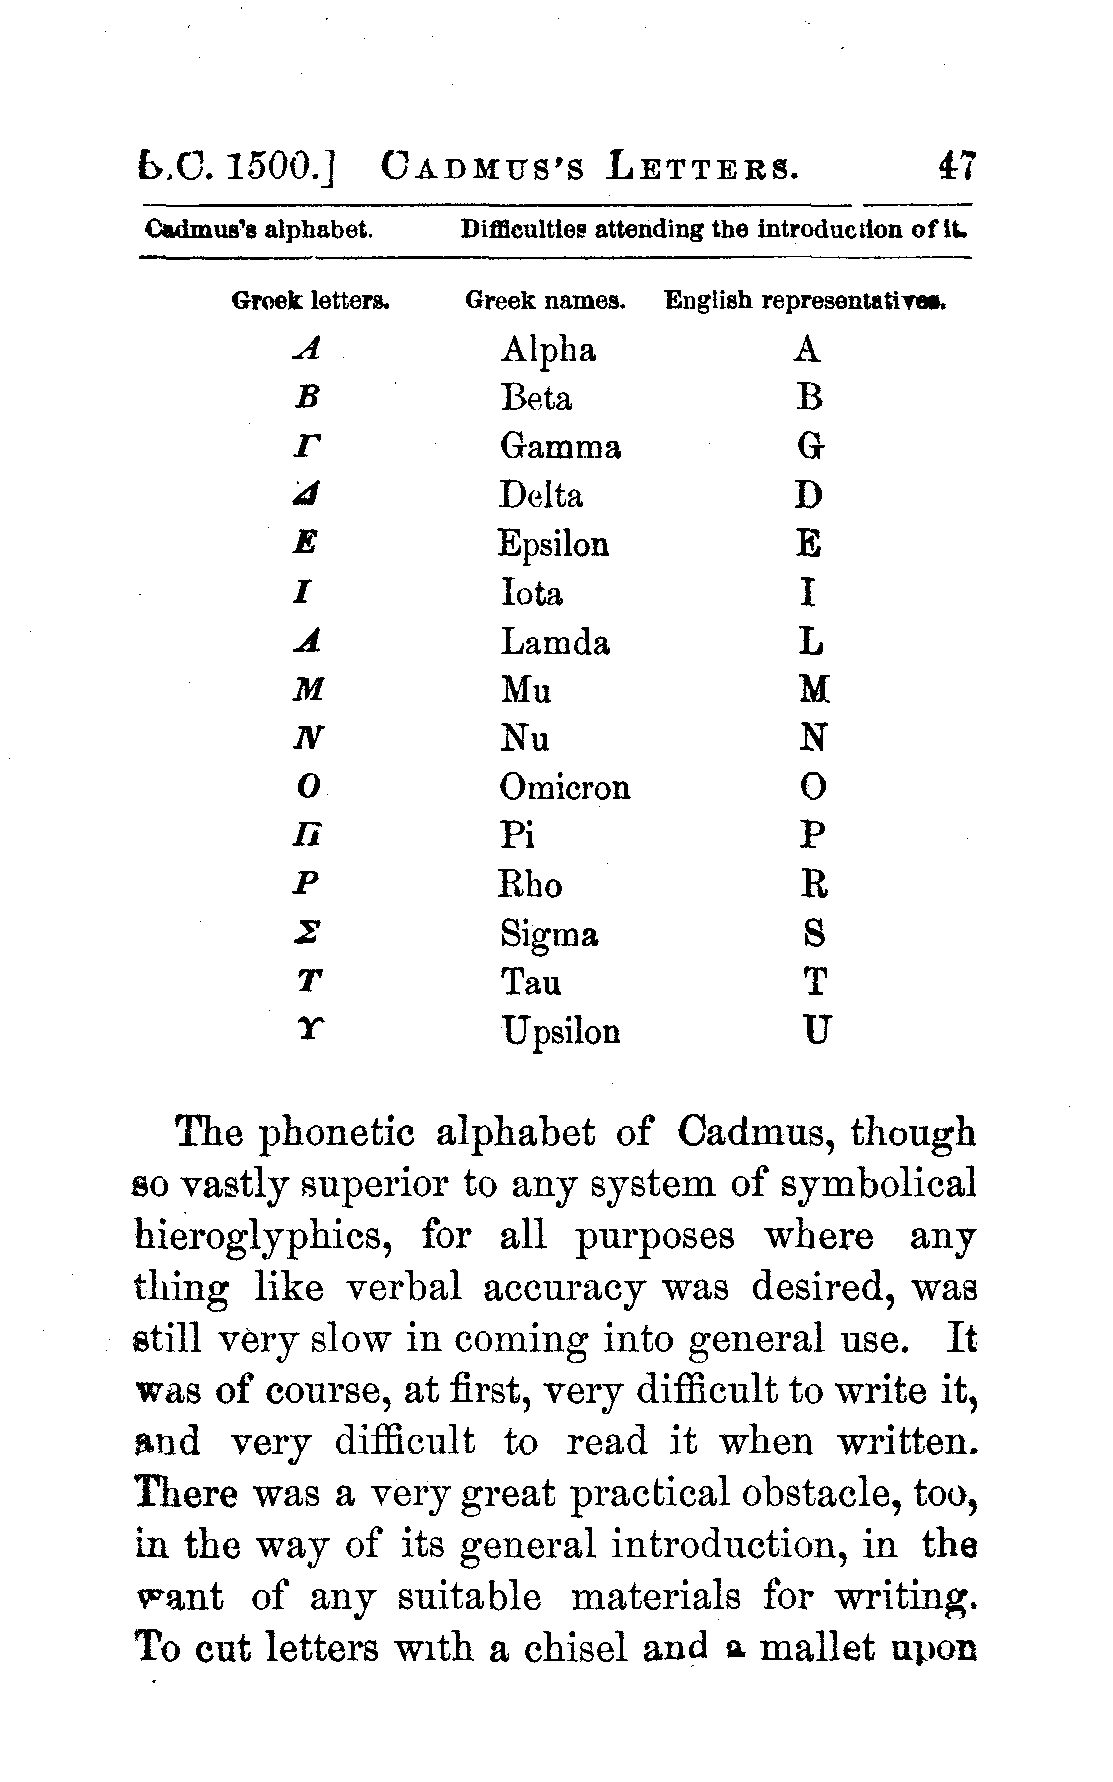 B.C. 1500.] CADMUS'S LETTERS. 47
Cadmus's alphabet. Difficulties attending the introduction of it.
Greek letters. Greek names. English representatives.
Α Alpha A
Β Beta B
Γ Gamma G
Δ Delta D
Ε Epsilon E
Ι Iota I
Λ Lamda L
Μ Mu M
Ν Nu N
Ο Omicron O
Π Pi P
Ρ Rho R
Σ Sigma S
Τ Tau T
ϒ Upsilon U
The phonetic alphabet of Cadmus, though
so vastly superior to any system of symbolical
hieroglyphics, for all purposes where any
thing like verbal accuracy was desired, was
still very slow in coming into general use. It
was of course, at first, very difficult to write it,
and very difficult to read it when written.
There was a very great practical obstacle, too,
in the way of its general introduction, in the
want of any suitable materials for writing.
To cut letters with a chisel and a mallet upon